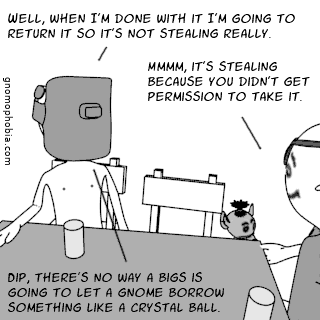 WELL, WHEN I'M DONE WITH IT I'M GOING TO
RETURN IT SO IT'S NOT STEALING REALLY.
MMMM, IT'S STEALING
BECAUSE YOU DIDN'T GET
PERMISSION TO TAKE IT.
gnomophobia.com
DIP, THERE'S NO WAY A BIGS IS
GOING TO LET A GNOME BORROW
SOMETHING LIKE A CRYSTAL BALL.